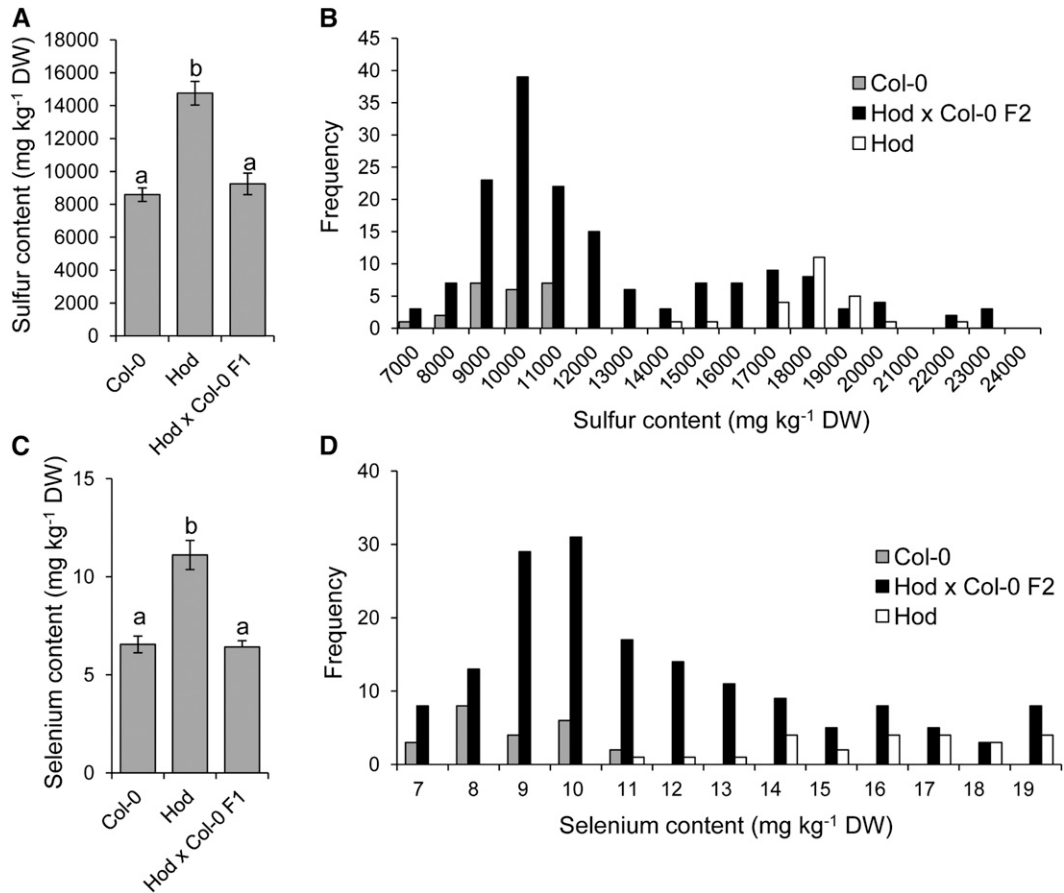 A
Sulfur content (mg kg⁻¹ DW)
18000
16000
14000
12000
10000
8000
6000
4000
2000
0
a
b
a
Col-0
Hod
Hod x Col-0 F1
B
Frequency
45
40
35
30
25
20
15
10
5
0
Col-0
Hod x Col-0 F2
Hod
7000
8000
9000
10000
11000
12000
13000
14000
15000
16000
17000
18000
19000
20000
21000
22000
23000
24000
Sulfur content (mg kg⁻¹ DW)
C
Selenium content (mg kg⁻¹ DW)
15
10
5
0
a
b
a
Col-0
Hod
Hod x Col-0 F1
D
Frequency
40
30
20
10
0
Col-0
Hod x Col-0 F2
Hod
7 8 9 10 11 12 13 14 15 16 17 18 19
Selenium content (mg kg⁻¹ DW)